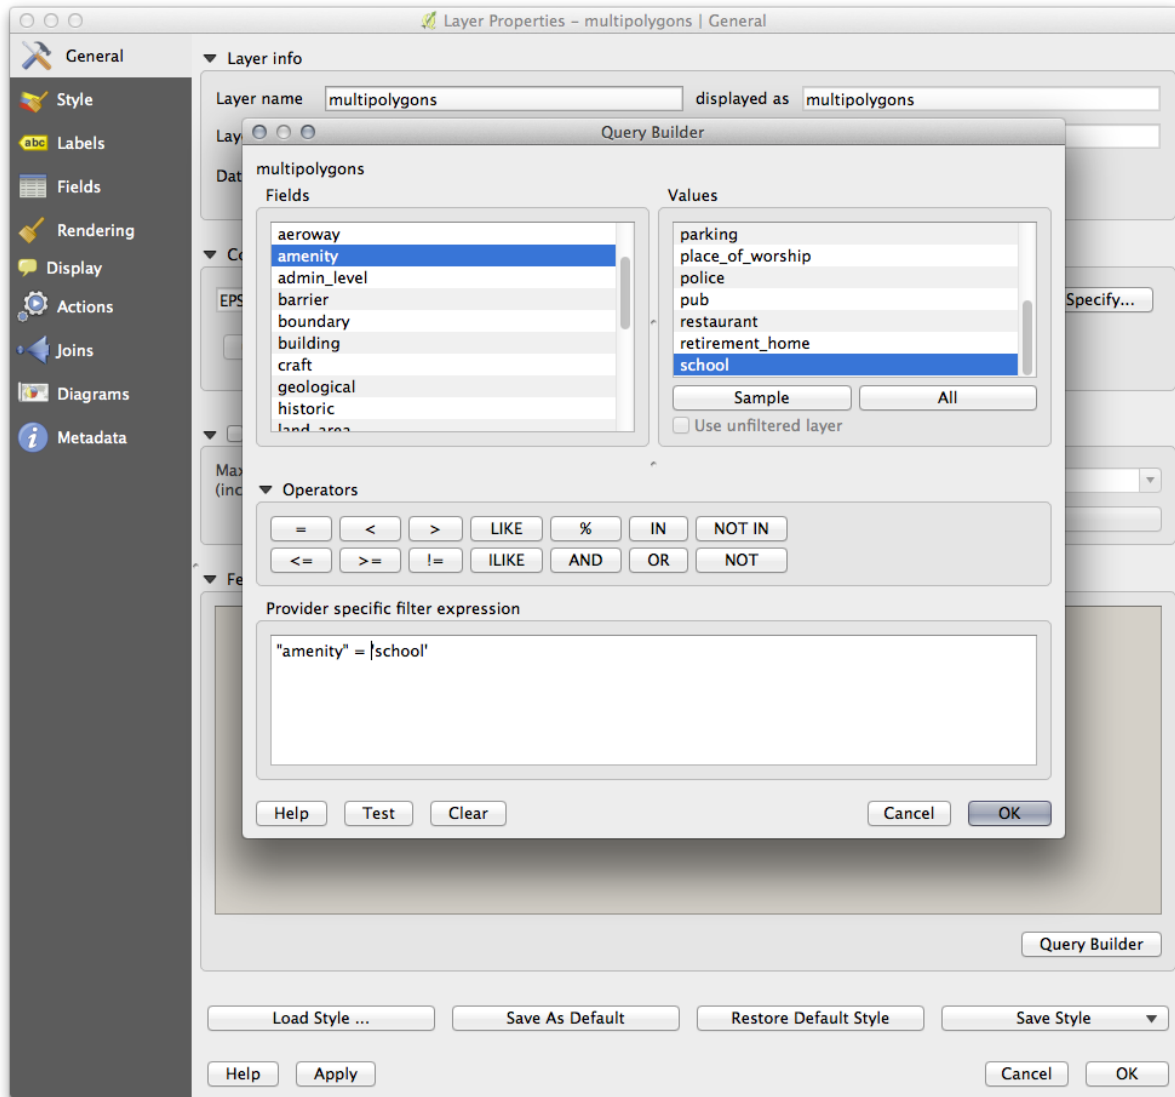 Layer Properties – multipolygons | General
General
Style
abc Labels
Fields
Rendering
Display
Actions
Joins
Diagrams
Metadata
Layer info
Layer name multipolygons displayed as multipolygons
Query Builder
multipolygons
Fields
aeroway
amenity
admin_level
barrier
boundary
building
craft
geological
historic
land_area
Values
parking
place_of_worship
police
pub
restaurant
retirement_home
school
Sample All
Use unfiltered layer
Specify...
Operators
= < > LIKE % IN NOT IN
<= >= != ILIKE AND OR NOT
Provider specific filter expression
"amenity" = 'school'
Help Test Clear Cancel OK
Query Builder
Load Style ... Save As Default Restore Default Style Save Style
Help Apply Cancel OK